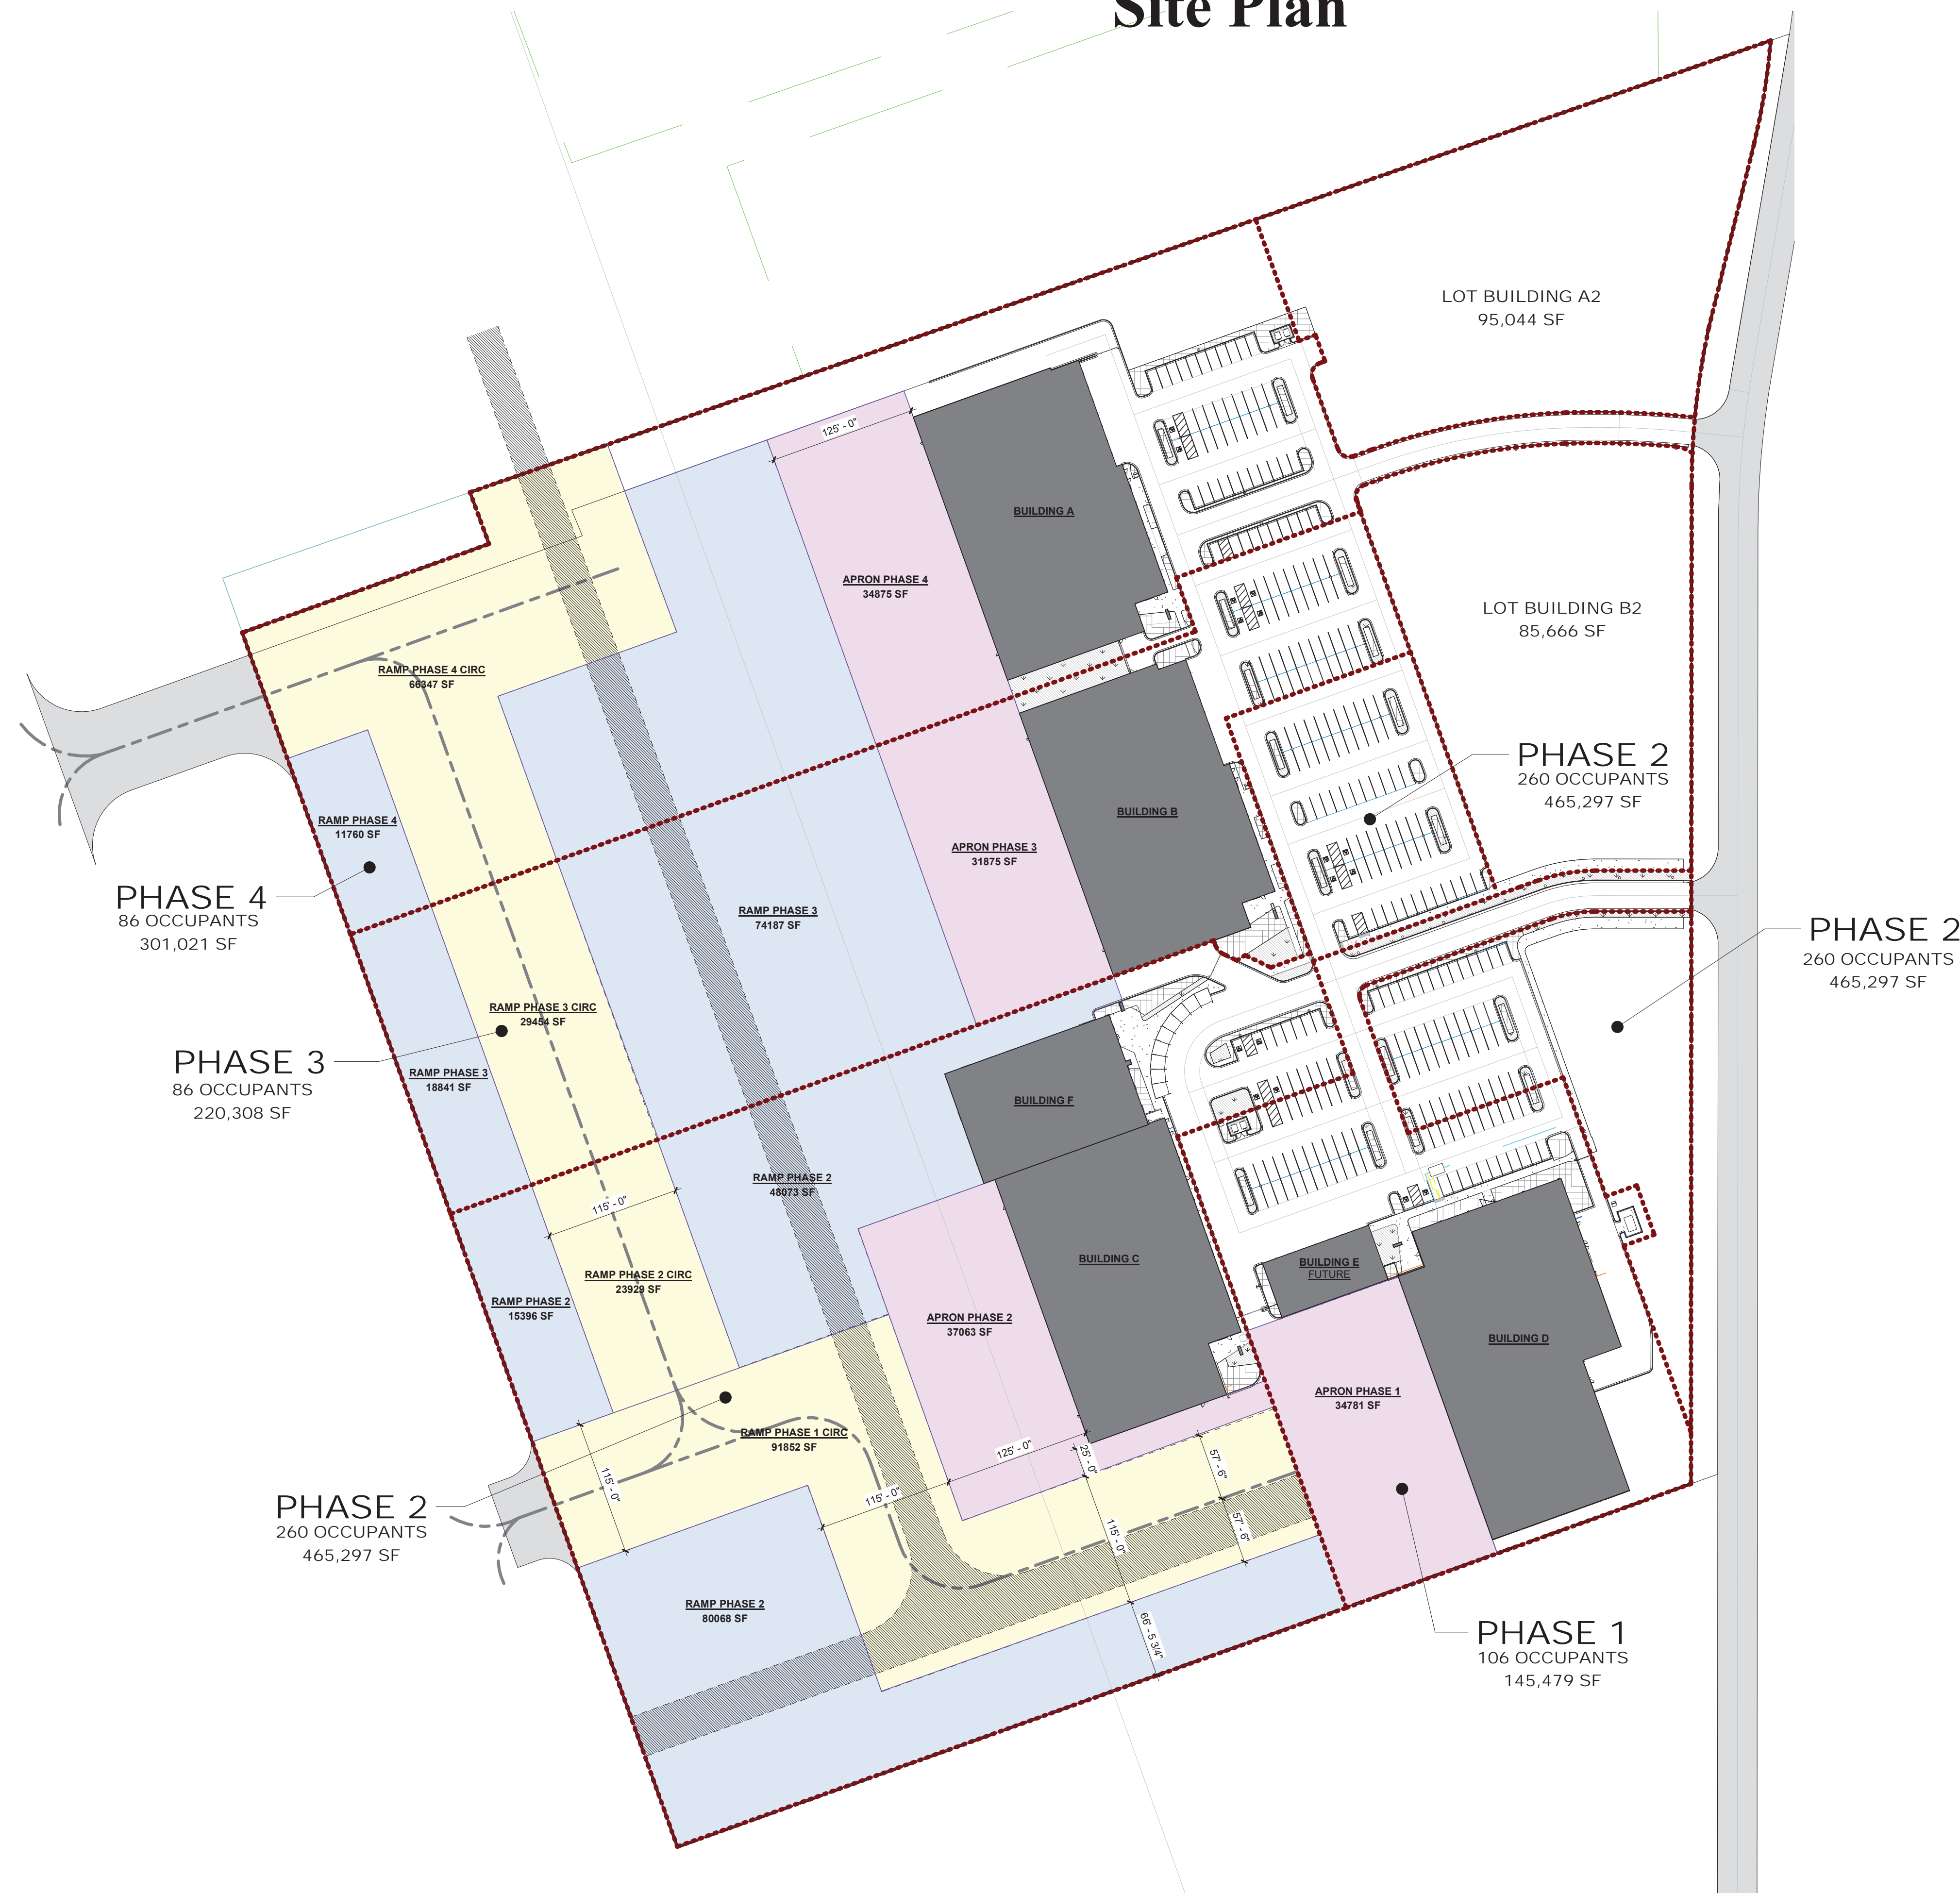 Site Plan
LOT BUILDING A2
95,044 SF
125' - 0"
BUILDING A
APRON PHASE 4
34875 SF
LOT BUILDING B2
85,666 SF
RAMP PHASE 4 CIRC
66347 SF
PHASE 2
260 OCCUPANTS
465,297 SF
RAMP PHASE 4
11760 SF
BUILDING B
APRON PHASE 3
31875 SF
PHASE 4
86 OCCUPANTS
301,021 SF
RAMP PHASE 3
74187 SF
PHASE 2
260 OCCUPANTS
465,297 SF
RAMP PHASE 3 CIRC
29454 SF
PHASE 3
86 OCCUPANTS
220,308 SF
RAMP PHASE 3
18841 SF
BUILDING F
RAMP PHASE 2
48073 SF
115' - 0"
BUILDING C
BUILDING E
FUTURE
RAMP PHASE 2 CIRC
23929 SF
RAMP PHASE 2
15396 SF
APRON PHASE 2
37063 SF
BUILDING D
APRON PHASE 1
34781 SF
RAMP PHASE 1 CIRC
91852 SF
125' - 0"
25' - 0"
57' - 6"
115' - 0"
115' - 0"
PHASE 2
260 OCCUPANTS
465,297 SF
57' - 6"
115' - 0"
RAMP PHASE 2
80068 SF
66' - 5 3/4"
PHASE 1
106 OCCUPANTS
145,479 SF